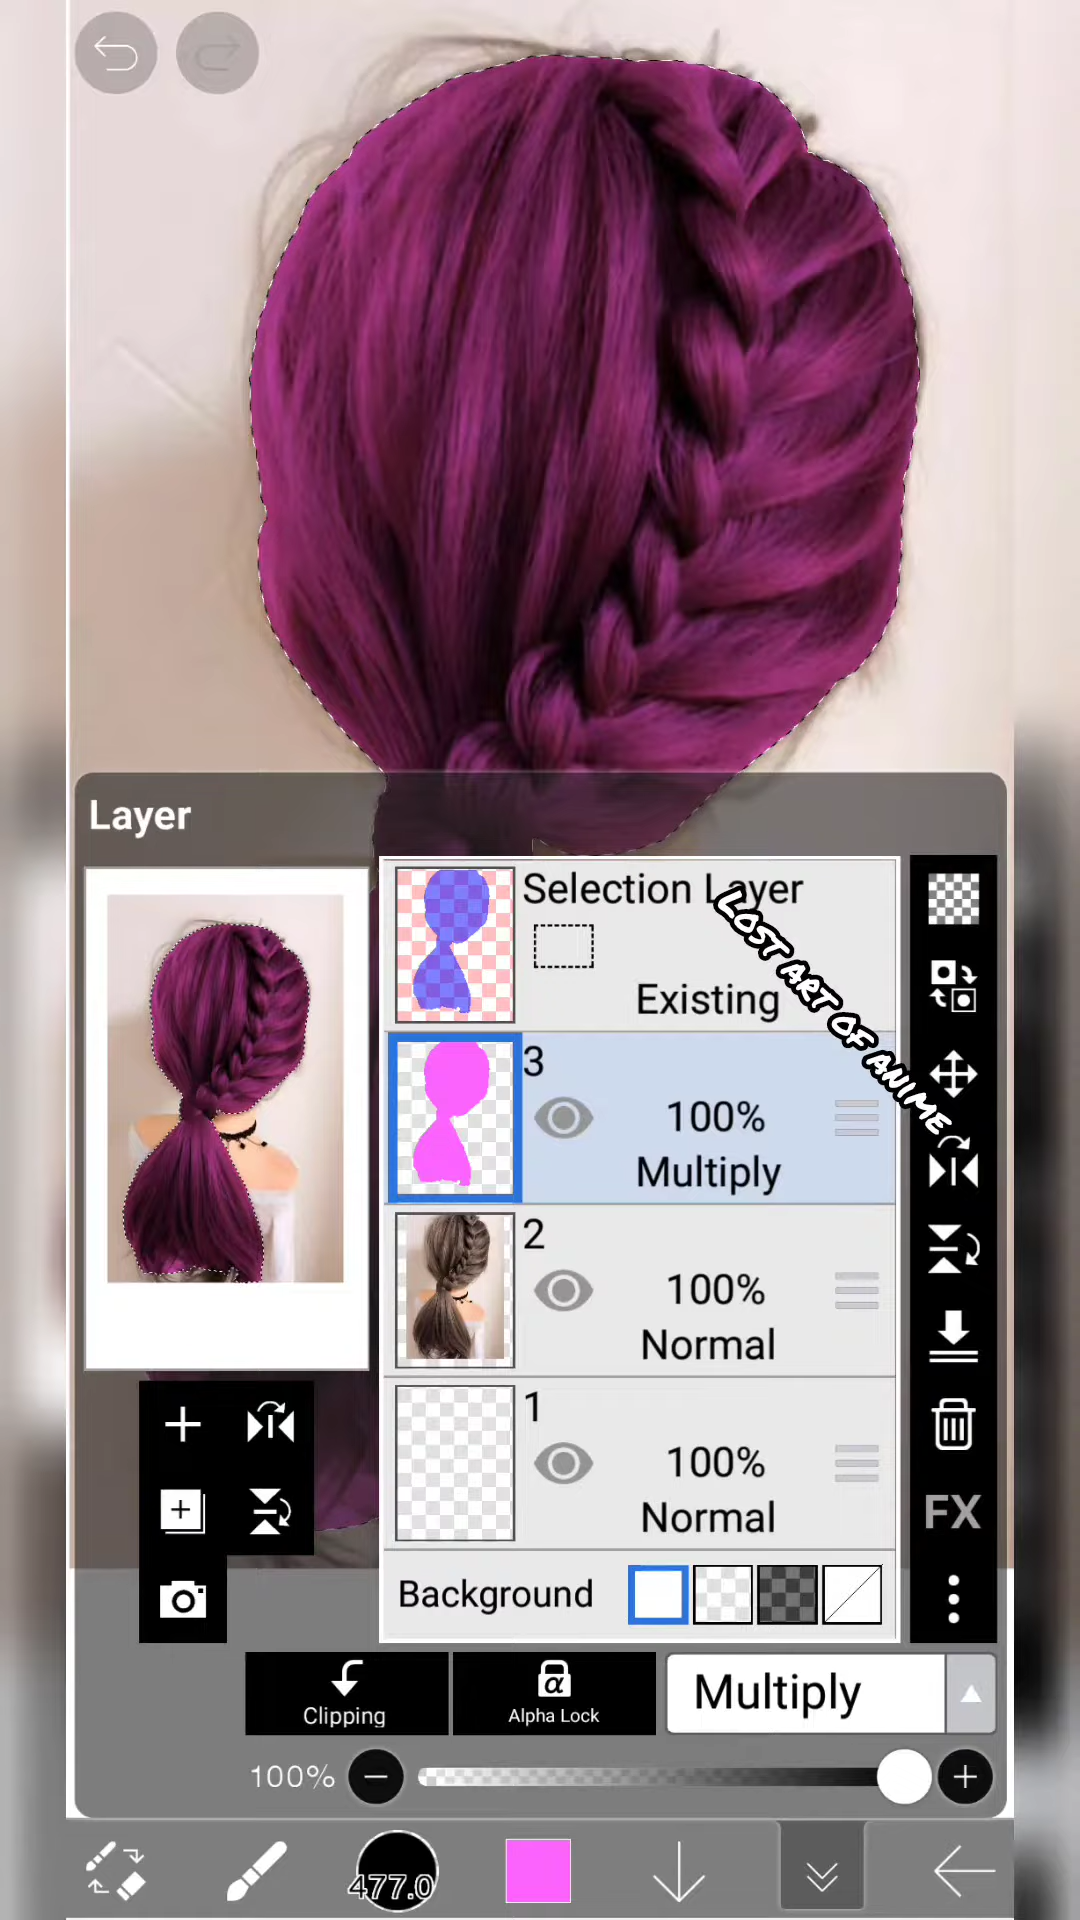 Layer
Selection Layer
Existing
3
100%
Multiply
2
100%
Normal
1
100%
Normal
Background
LOST ART OF ANIME
FX
Clipping
α
Alpha Lock
Multiply
100%
477.0